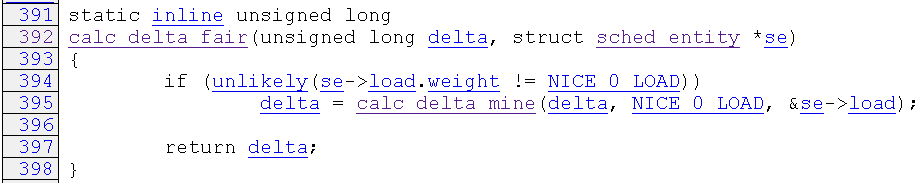 391 static inline unsigned long
392 calc_delta_fair(unsigned long delta, struct sched_entity *se)
393 {
394 if (unlikely(se->load.weight != NICE_0_LOAD))
395 delta = calc_delta_mine(delta, NICE_0_LOAD, &se->load);
396
397 return delta;
398 }